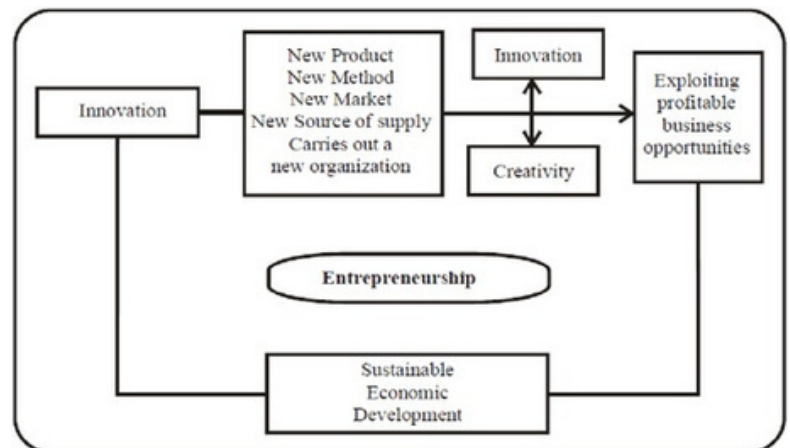 Innovation
New Product
New Method
New Market
New Source of supply
Carries out a
new organization
Innovation
Creativity
Exploiting
profitable
business
opportunities
Entrepreneurship
Sustainable
Economic
Development